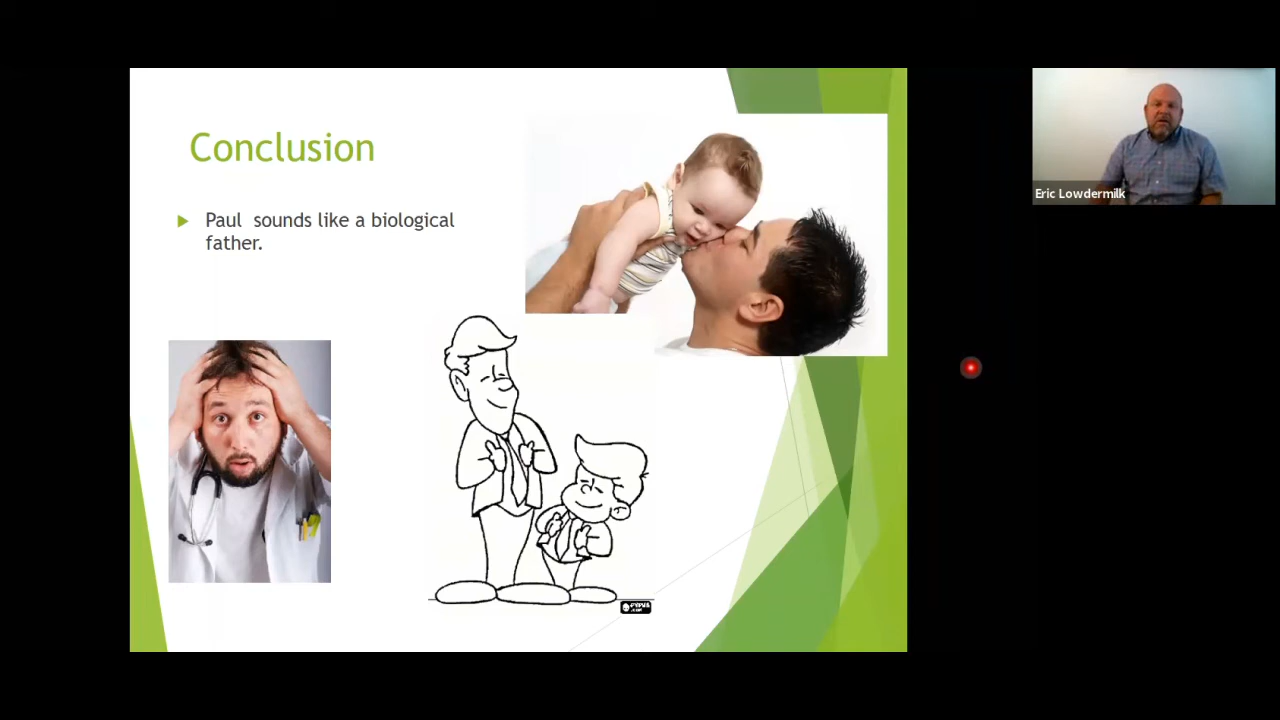 Conclusion
Paul sounds like a biological
father.
Eric Lowdermilk